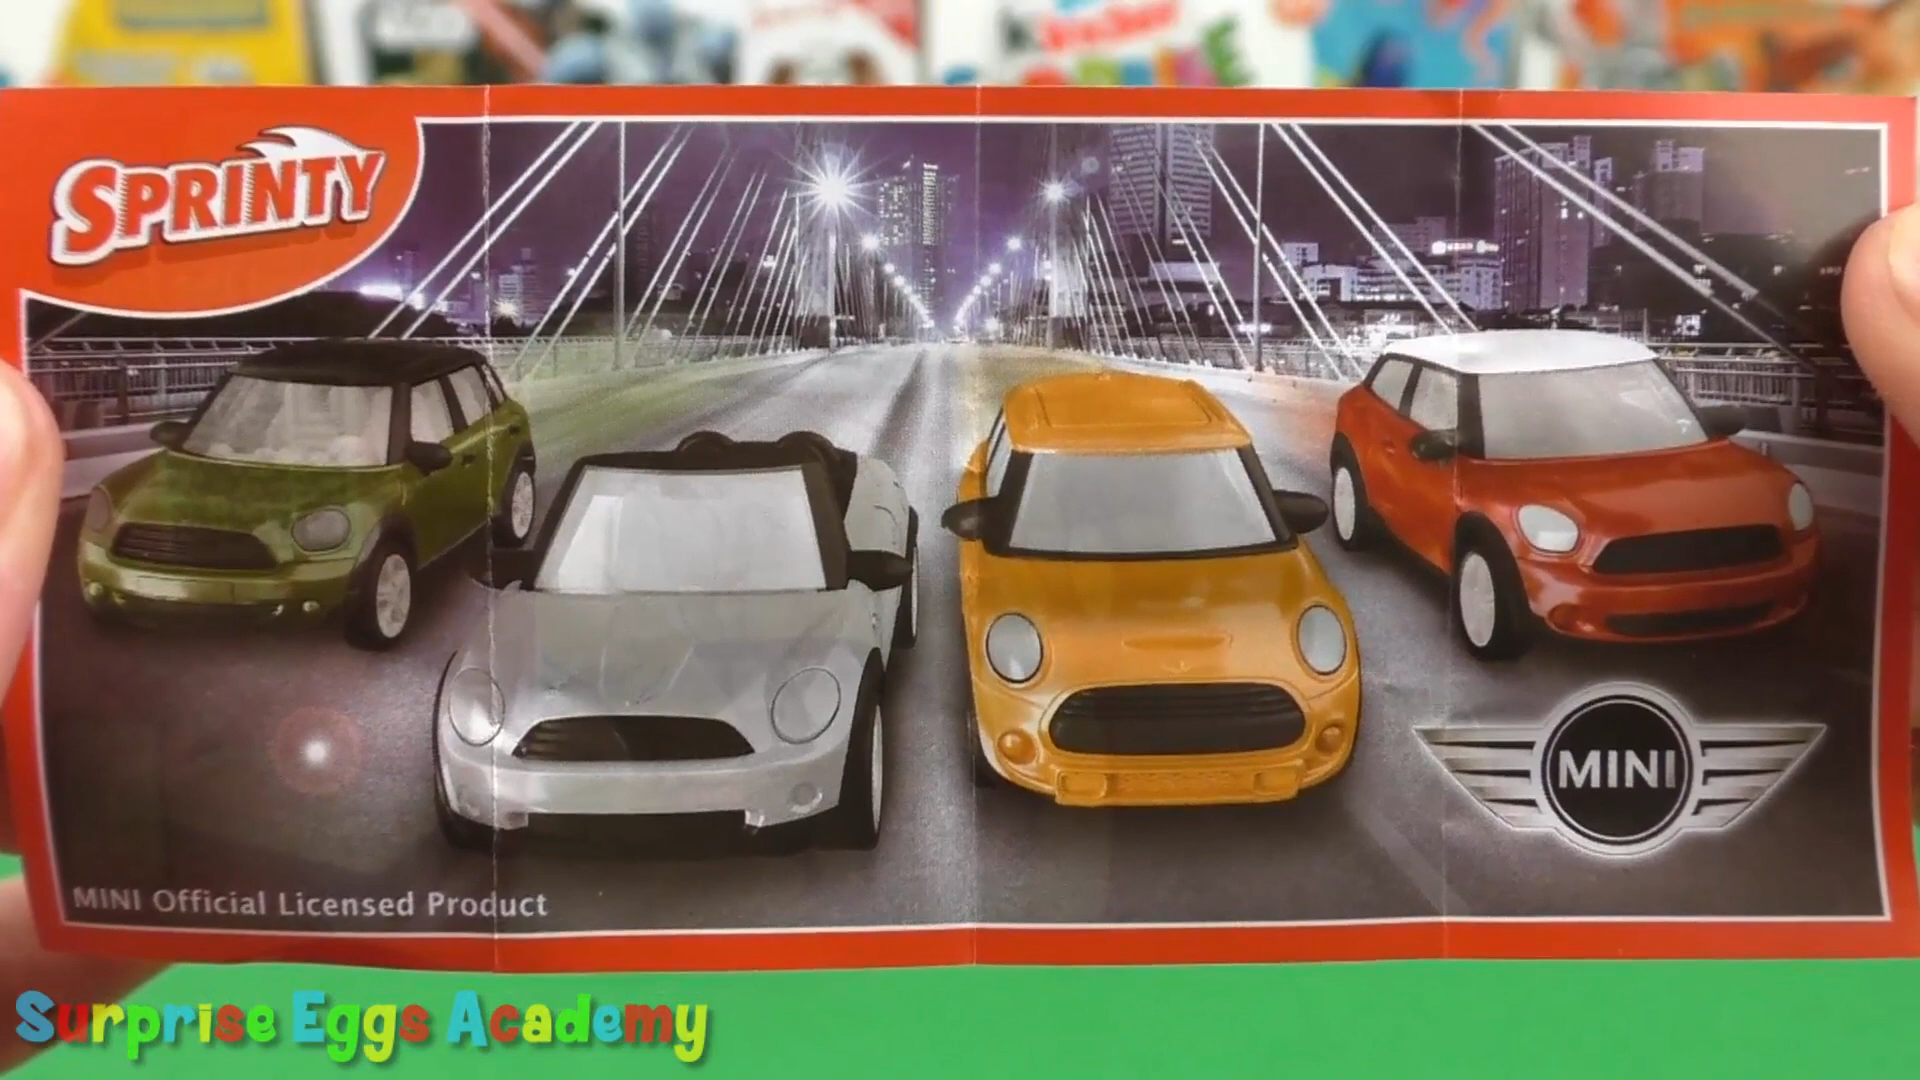 SPRINTY
MINI
MINI Official Licensed Product
Surprise Eggs Academy